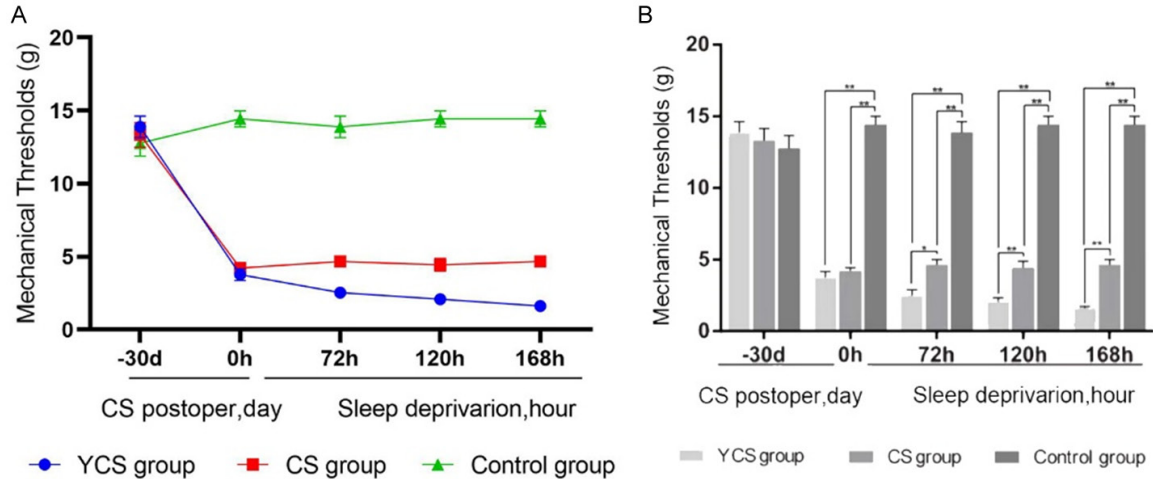 A
Mechanical Thresholds (g)
20
15
10
5
0
-30d 0h 72h 120h 168h
CS postoper,day Sleep deprivarion,hour
YCS group CS group Control group
B
Mechanical Thresholds (g)
20
15
10
5
0
** ** ** ** ** ** ** **
* ** **
-30d 0h 72h 120h 168h
CS postoper,day Sleep deprivarion,hour
YCS group CS group Control group